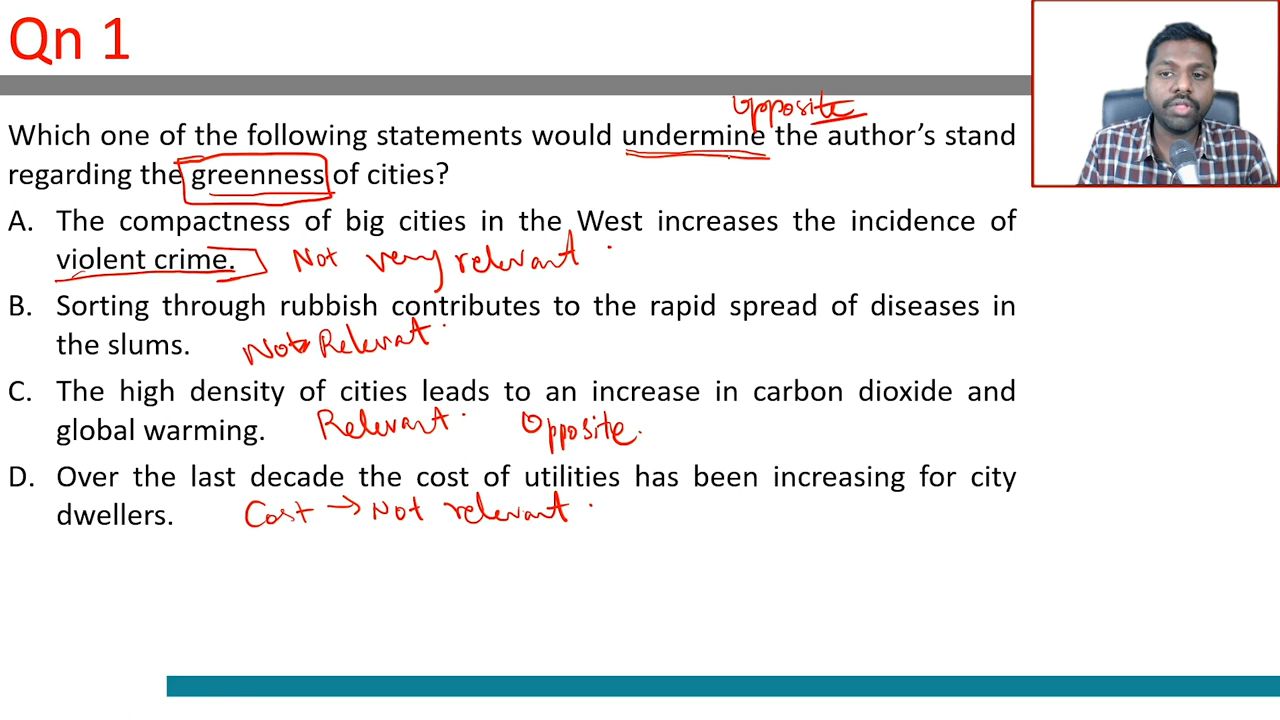 Qn 1
opposite
Which one of the following statements would undermine the author's stand
regarding the greenness of cities?
A. The compactness of big cities in the West increases the incidence of
violent crime. Not very relevant.
B. Sorting through rubbish contributes to the rapid spread of diseases in
the slums. Not Relevat.
C. The high density of cities leads to an increase in carbon dioxide and
global warming. Relevant. Opposite.
D. Over the last decade the cost of utilities has been increasing for city
dwellers. Cost → Not relevant.